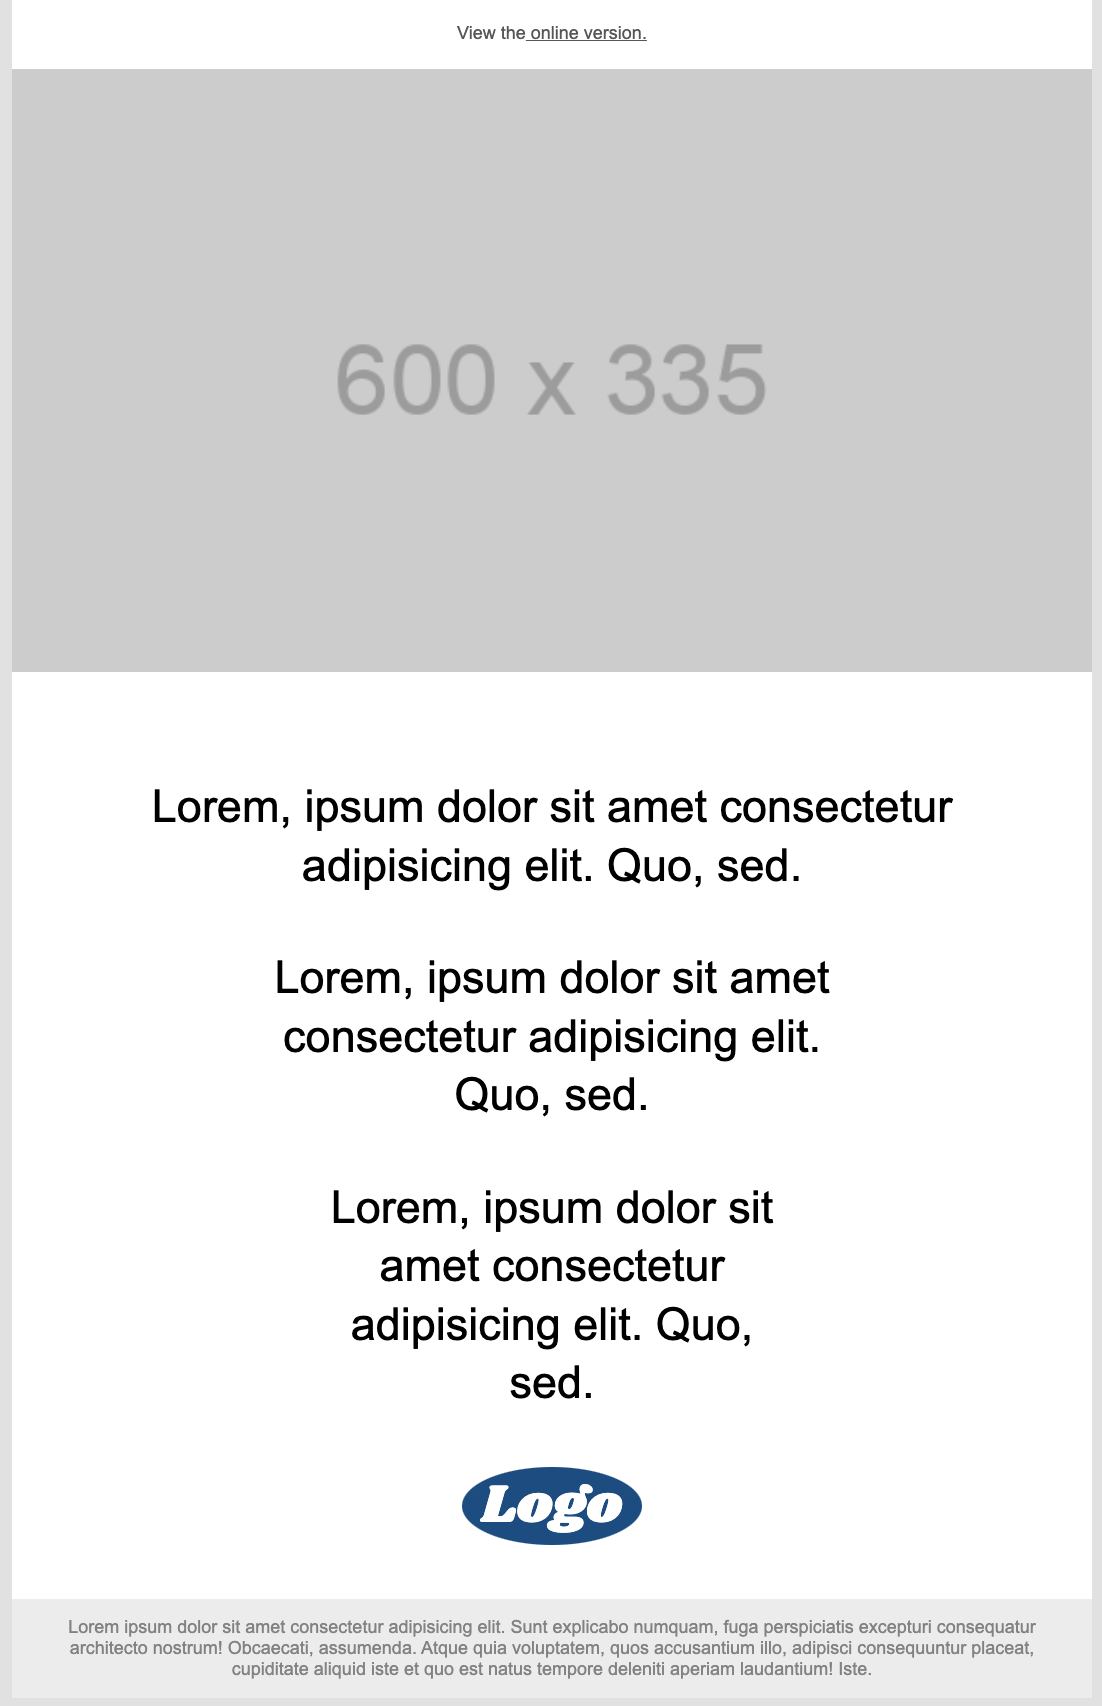 View the online version.
600 x 335
Lorem, ipsum dolor sit amet consectetur
adipisicing elit. Quo, sed.
Lorem, ipsum dolor sit amet
consectetur adipisicing elit.
Quo, sed.
Lorem, ipsum dolor sit
amet consectetur
adipisicing elit. Quo,
sed.
Logo
Lorem ipsum dolor sit amet consectetur adipisicing elit. Sunt explicabo numquam, fuga perspiciatis excepturi consequatur
architecto nostrum! Obcaecati, assumenda. Atque quia voluptatem, quos accusantium illo, adipisci consequuntur placeat,
cupiditate aliquid iste et quo est natus tempore deleniti aperiam laudantium! Iste.